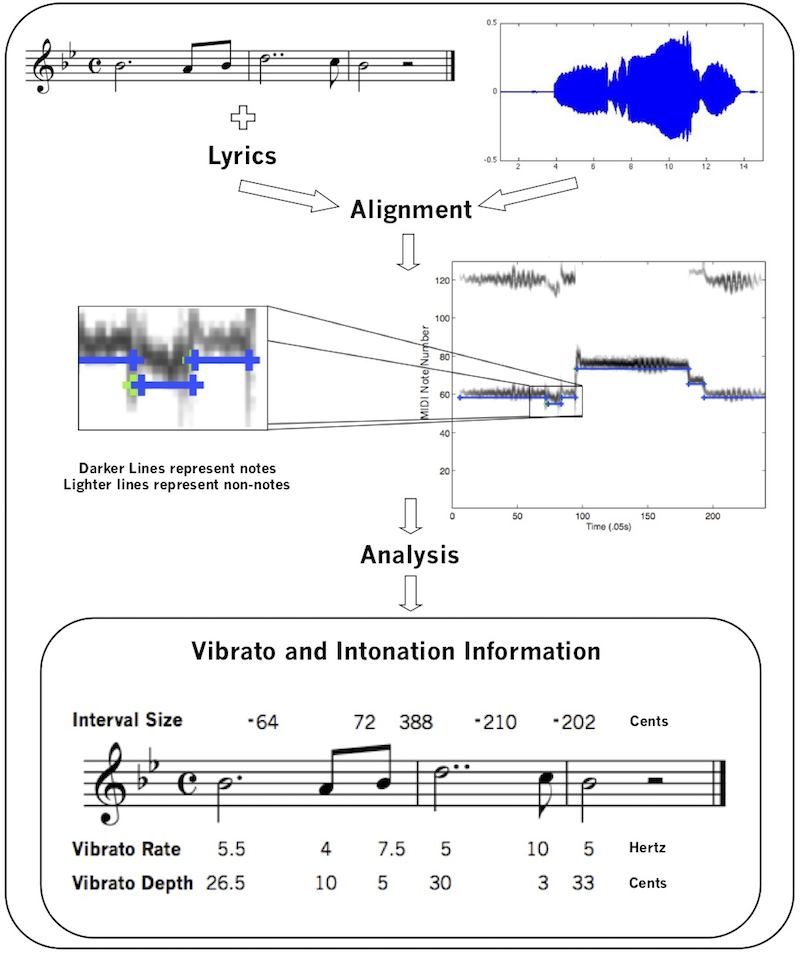 0.5
0
-0.5
2 4 6 8 10 12 14
Lyrics
Alignment
120
100
80
60
40
20
MIDI Note Number
0 50 100 150 200
Time (.05s)
Darker Lines represent notes
Lighter lines represent non-notes
Analysis
Vibrato and Intonation Information
Interval Size -64 72 388 -210 -202 Cents
Vibrato Rate 5.5 4 7.5 5 10 5 Hertz
Vibrato Depth 26.5 10 5 30 3 33 Cents